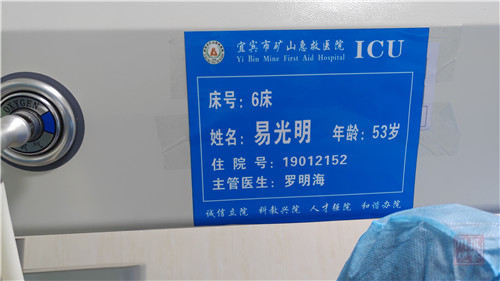 宜宾市矿山急救医院 ICU
Yi Bin Mine First Aid Hospital
床号：6床
姓名：易光明 年龄：53岁
住院号：19012152
主管医生：罗明海
诚信立院 科教兴院 人才强院 和谐办院
OXYGEN